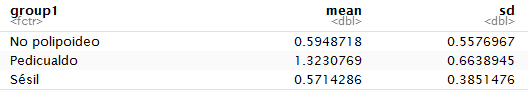 group1 mean sd
<fctr> <dbl> <dbl>
No polipoideo 0.5948718 0.5576967
Pedicualdo 1.3230769 0.6638945
Sésil 0.5714286 0.3851476